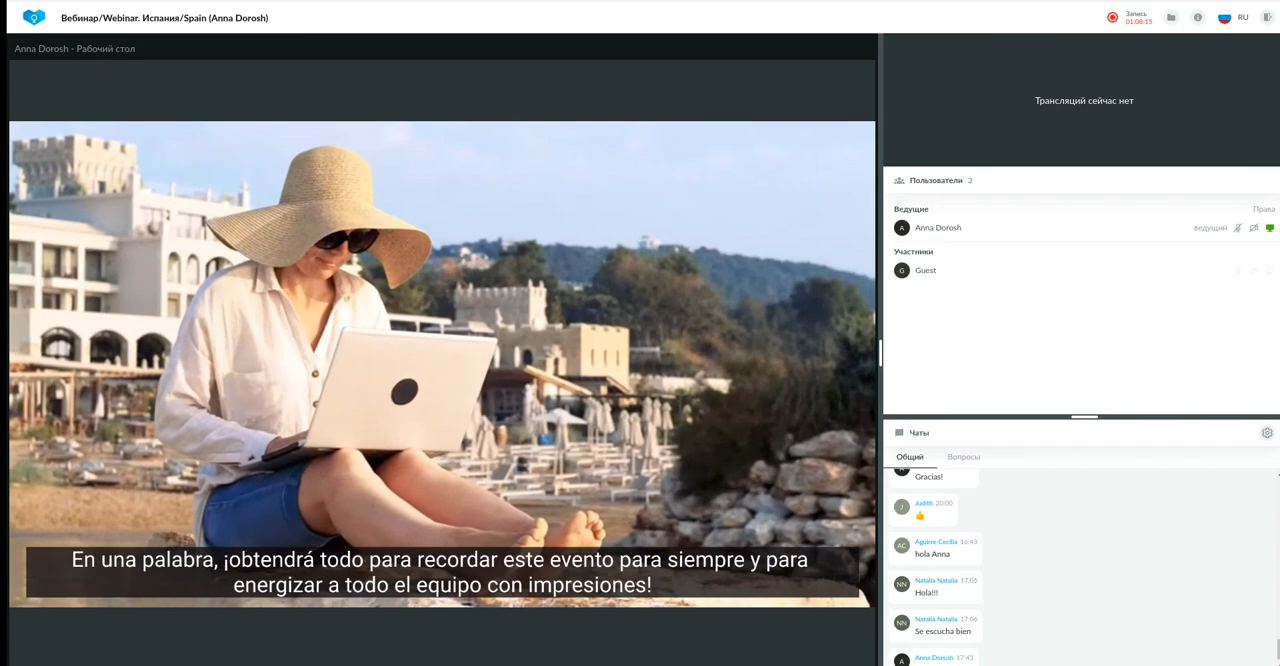 Вебинар/Webinar. Испания/Spain (Anna Dorosh)
Запись
01:08:15
RU
Anna Dorosh - Рабочий стол
Трансляций сейчас нет
Пользователи 2
Ведущие Права
A Anna Dorosh ведущий
Участники
G Guest
Чаты
Общий Вопросы
Gracias!
J Judith 20:00
👍
AC Aguirre Cecilia 16:43
hola Anna
NN Natalia Natalia 17:05
Hola!!!
NN Natalia Natalia 17:06
Se escucha bien
A Anna Dorosh 17:43
En una palabra, ¡obtendrá todo para recordar este evento para siempre y para
energizar a todo el equipo con impresiones!